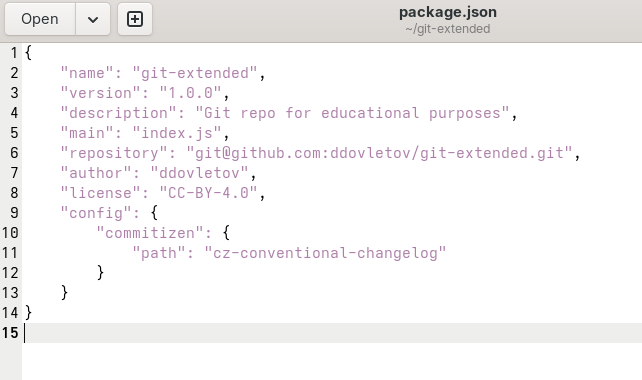 Open
package.json
~/git-extended
1 {
2     "name": "git-extended",
3     "version": "1.0.0",
4     "description": "Git repo for educational purposes",
5     "main": "index.js",
6     "repository": "git@github.com:ddovletov/git-extended.git",
7     "author": "ddovletov",
8     "license": "CC-BY-4.0",
9     "config": {
10         "commitizen": {
11             "path": "cz-conventional-changelog"
12         }
13     }
14 }
15